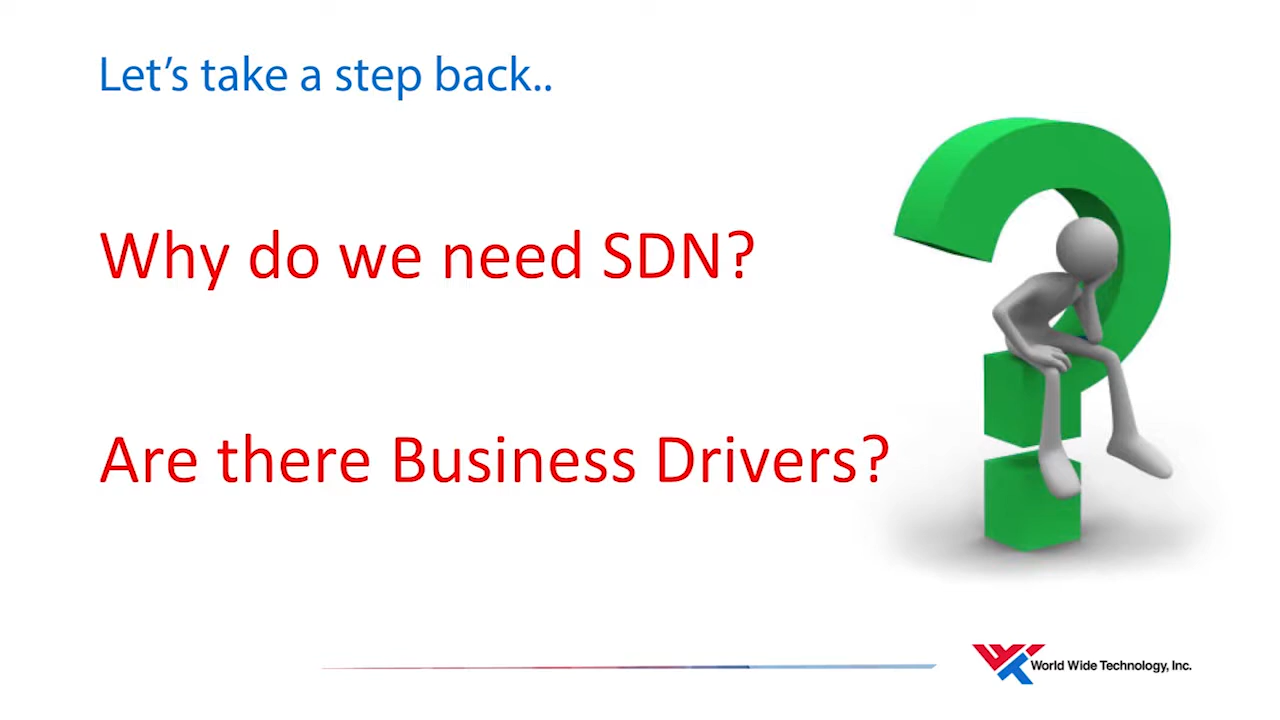 Let’s take a step back..
Why do we need SDN?
Are there Business Drivers?
World Wide Technology, Inc.